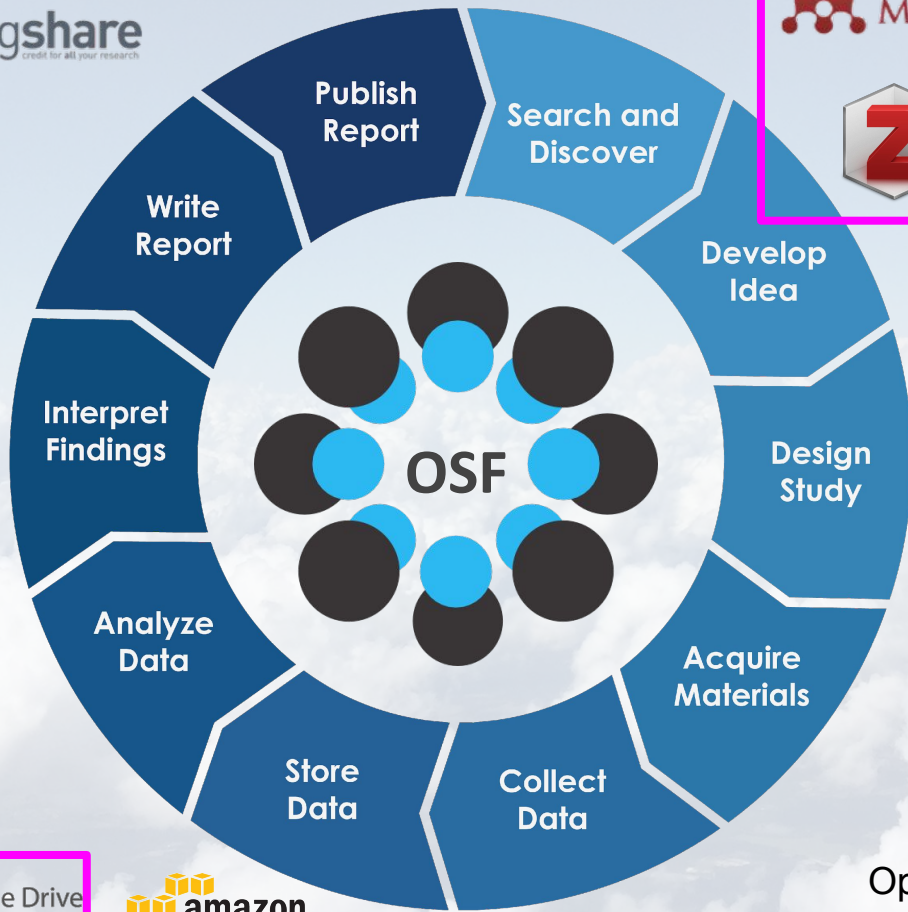 gshare
credit for all your research
M
Z
Publish
Report
Search and
Discover
Write
Report
Develop
Idea
Interpret
Findings
OSF
Design
Study
Analyze
Data
Acquire
Materials
Store
Data
Collect
Data
e Drive
amazon
Op